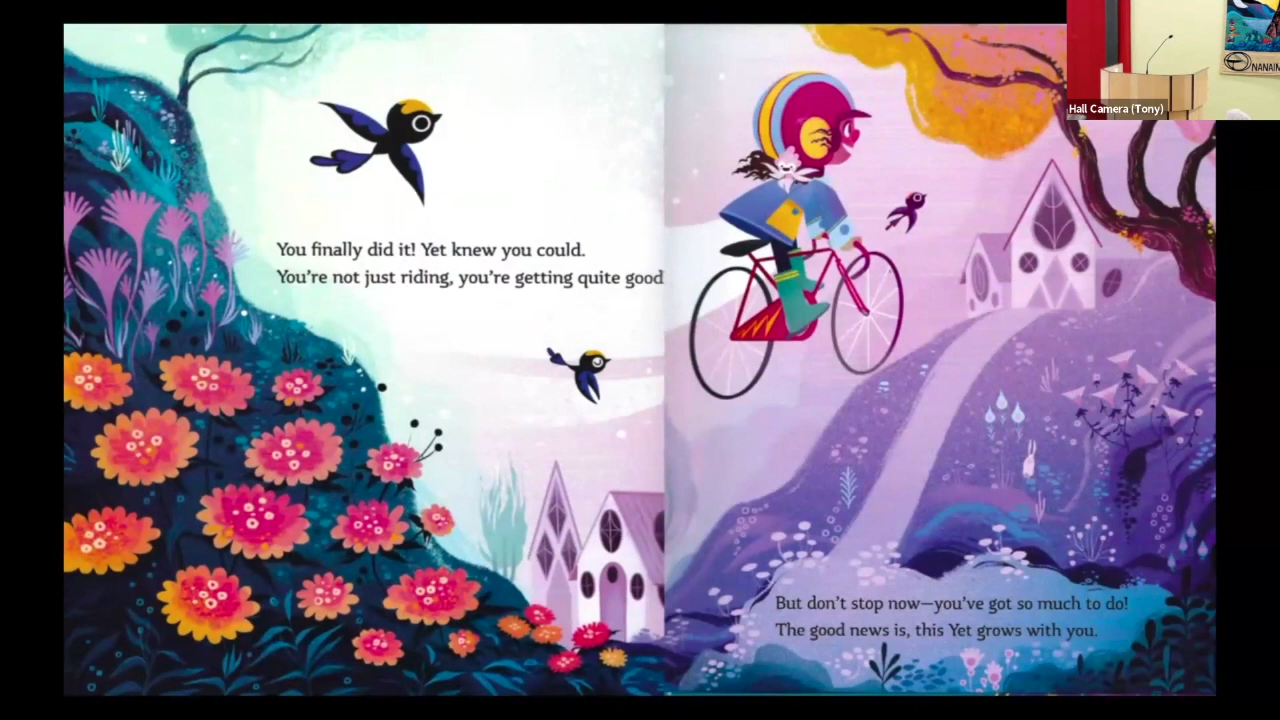 You finally did it! Yet knew you could.
You're not just riding, you're getting quite good
But don't stop now—you've got so much to do!
The good news is, this Yet grows with you.
Hall Camera (Tony)
NANAIM